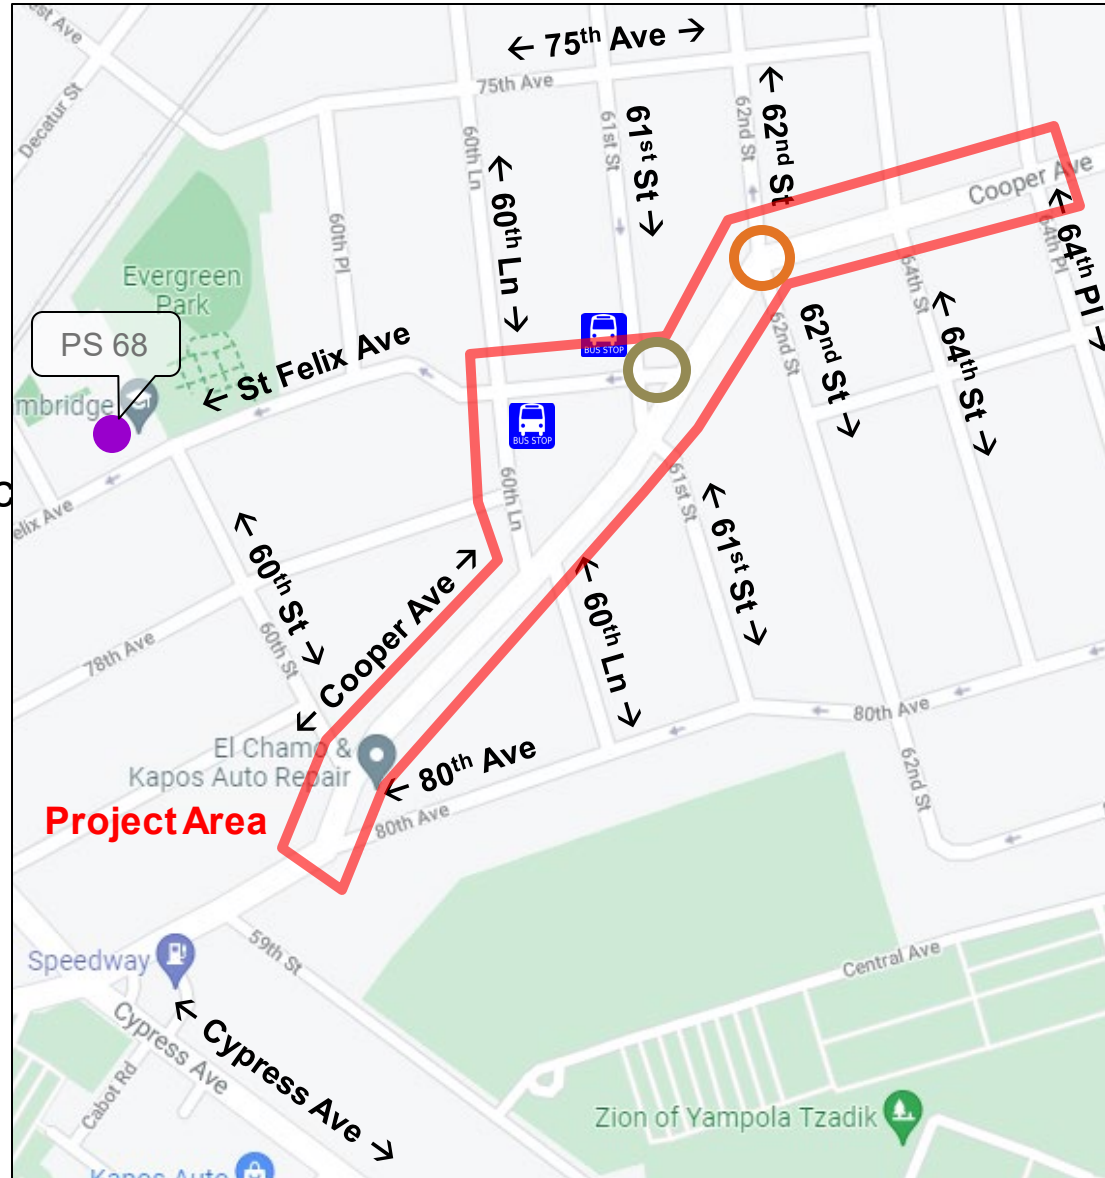 est Ave
← 75th Ave →
75th Ave
Decatur St
60th Ln
61st St
62nd St
61st St →
← 62nd St
Cooper Ave
← 60th Ln →
60th Pl
← 64th Pl →
64th Pl
64th St
Evergreen
Park
PS 68
← St Felix Ave
BUS STOP
62nd St
62nd St →
← 64th St →
mbridge
BUS STOP
C
elix Ave
60th Ln
61st St
← 61st St →
← 60th St →
← Cooper Ave →
← 60th Ln →
78th Ave
60th St
80th Ave
El Chamo &
Kapos Auto Repair
← 80th Ave
62nd St
Project Area
80th Ave
Speedway
59th St
Central Ave
Cypress Ave
← Cypress Ave →
Cabot Rd
Zion of Yampola Tzadik
Kapos Auto